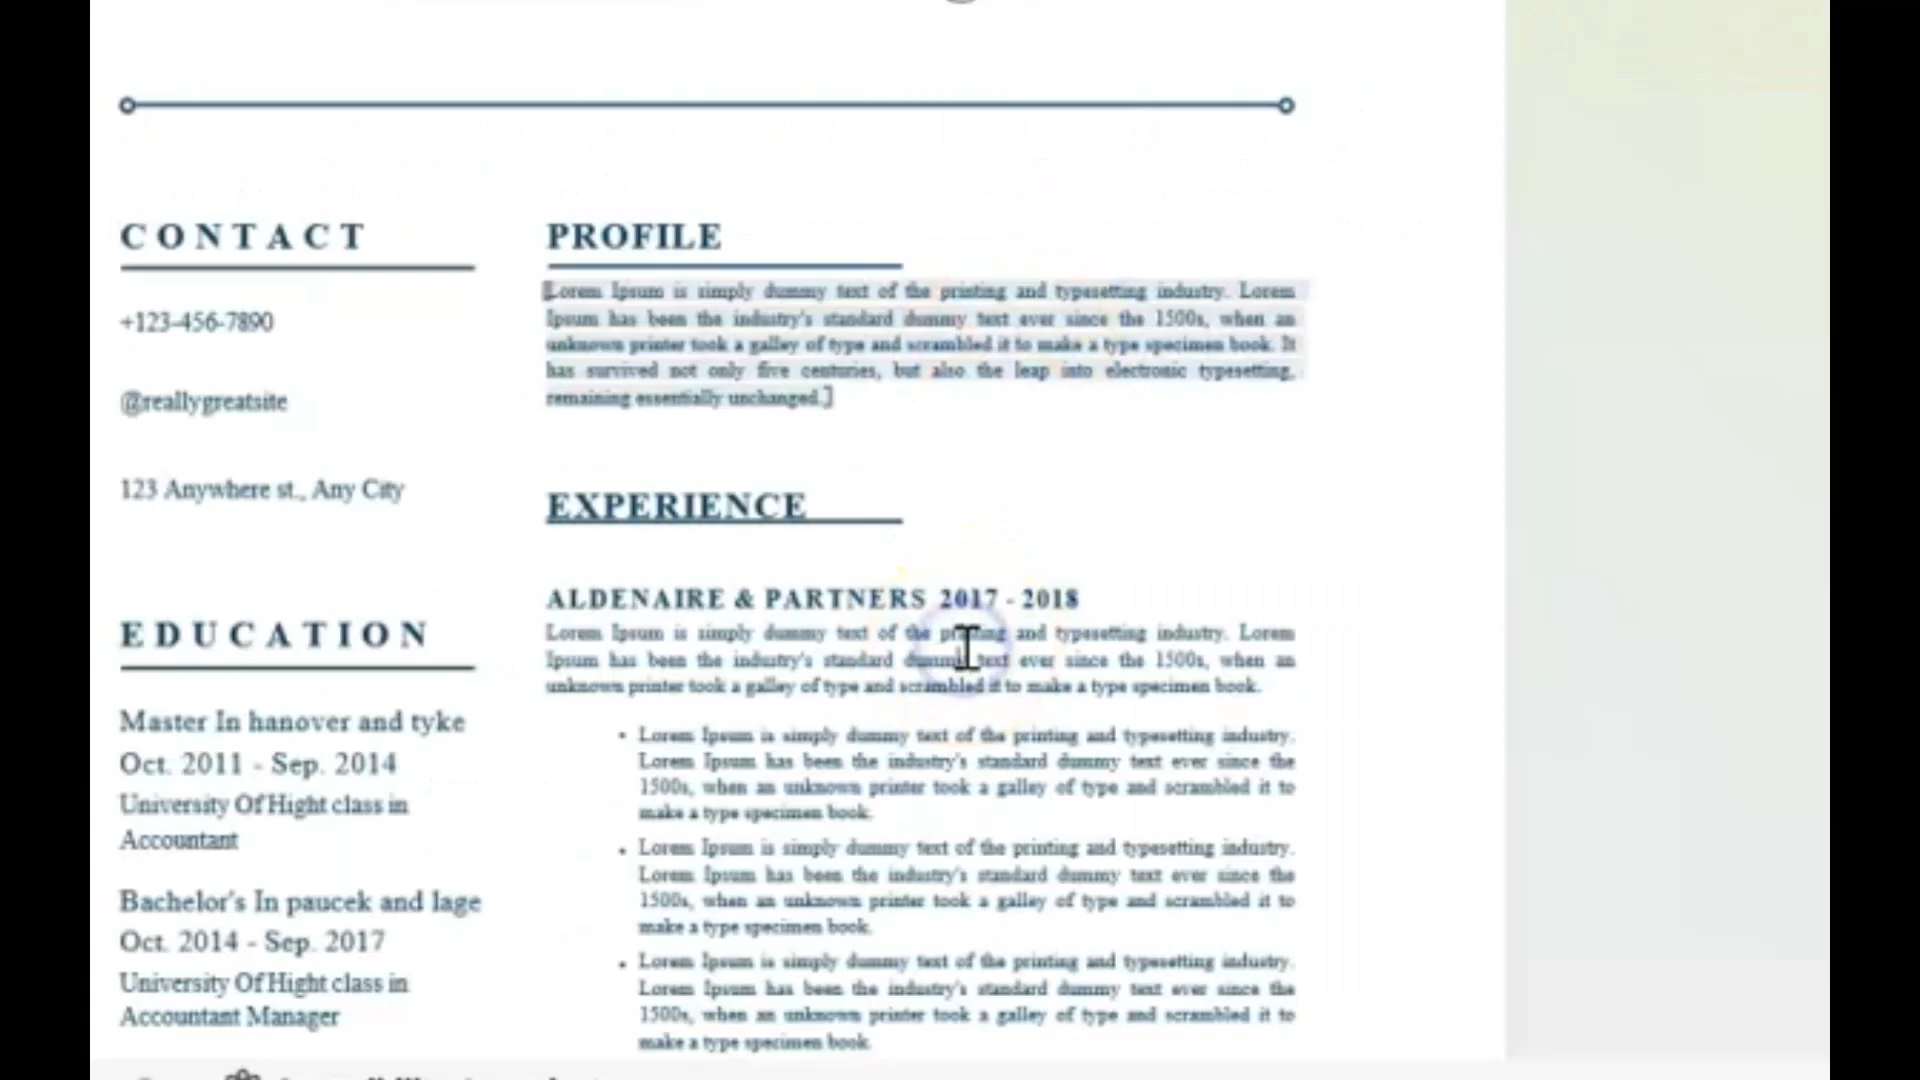 CONTACT
+123-456-7890
@reallygreatsite
123 Anywhere st., Any City
EDUCATION
Master In hanover and tyke
Oct. 2011 - Sep. 2014
University Of Hight class in
Accountant
Bachelor's In paucek and lage
Oct. 2014 - Sep. 2017
University Of Hight class in
Accountant Manager
PROFILE
Lorem Ipsum is simply dummy text of the printing and typesetting industry. Lorem
Ipsum has been the industry's standard dummy text ever since the 1500s, when an
unknown printer took a galley of type and scrambled it to make a type specimen book. It
has survived not only five centuries, but also the leap into electronic typesetting,
remaining essentially unchanged.
EXPERIENCE
ALDENAIRE & PARTNERS 2017 - 2018
Lorem Ipsum is simply dummy text of the printing and typesetting industry. Lorem
Ipsum has been the industry's standard dummy text ever since the 1500s, when an
unknown printer took a galley of type and scrambled it to make a type specimen book.
• Lorem Ipsum is simply dummy text of the printing and typesetting industry.
Lorem Ipsum has been the industry's standard dummy text ever since the
1500s, when an unknown printer took a galley of type and scrambled it to
make a type specimen book.
• Lorem Ipsum is simply dummy text of the printing and typesetting industry.
Lorem Ipsum has been the industry's standard dummy text ever since the
1500s, when an unknown printer took a galley of type and scrambled it to
make a type specimen book.
• Lorem Ipsum is simply dummy text of the printing and typesetting industry.
Lorem Ipsum has been the industry's standard dummy text ever since the
1500s, when an unknown printer took a galley of type and scrambled it to
make a type specimen book.